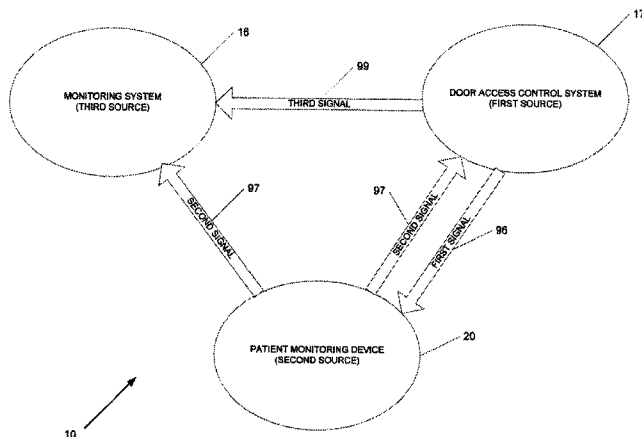 16
17
MONITORING SYSTEM
(THIRD SOURCE)
99
THIRD SIGNAL
DOOR ACCESS CONTROL SYSTEM
(FIRST SOURCE)
97
SECOND SIGNAL
97
SECOND SIGNAL
FIRST SIGNAL
96
PATIENT MONITORING DEVICE
(SECOND SOURCE)
20
10